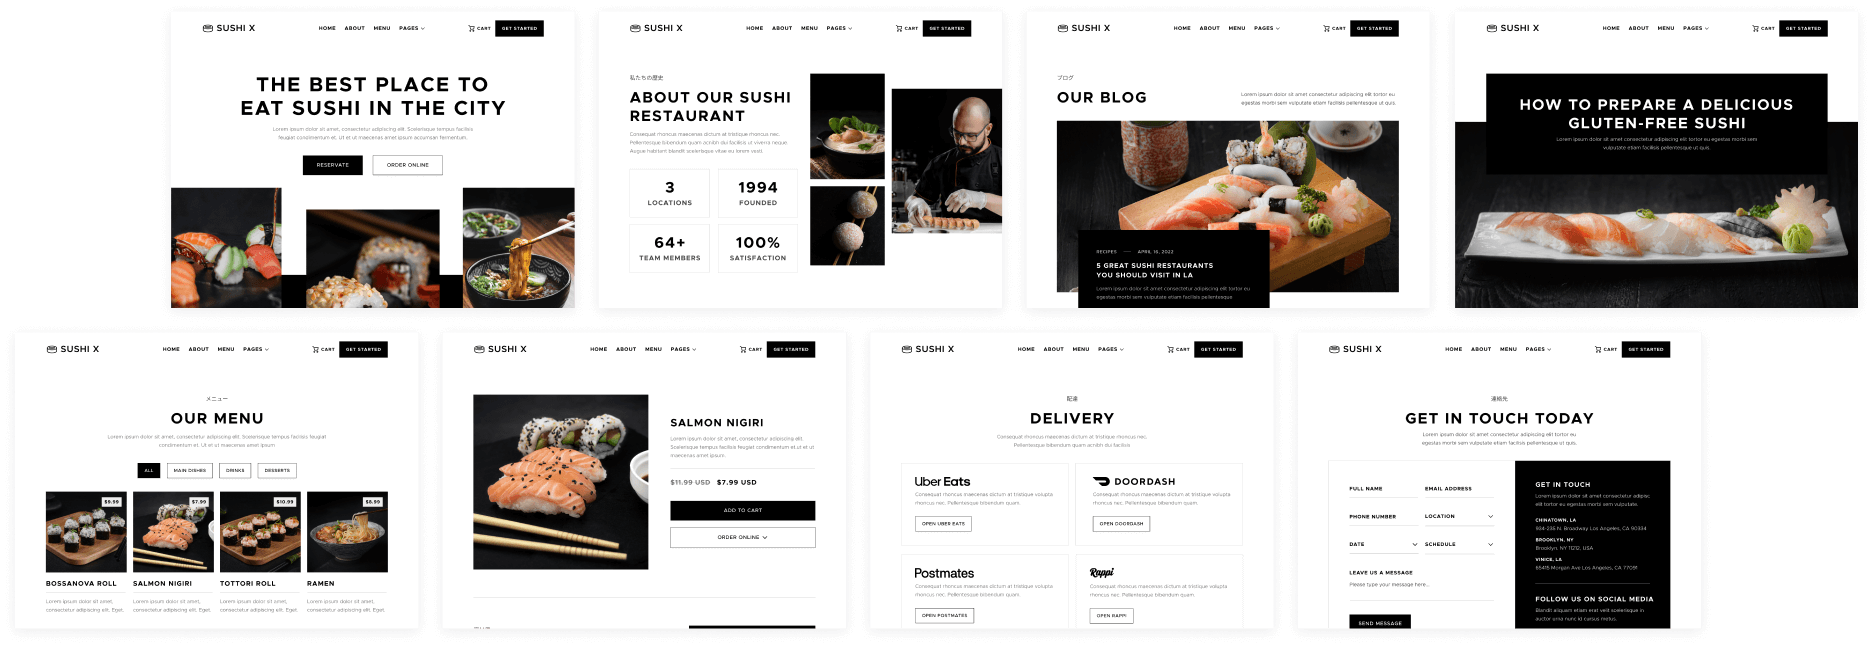 SUSHI X
HOME ABOUT MENU PAGES
CART GET STARTED
THE BEST PLACE TO
EAT SUSHI IN THE CITY
Lorem ipsum dolor sit amet, consectetur adipiscing elit. Scelerisque tempus facilisis
feugiat condimentum et. Ut et ut maecenas amet ipsum accumsan fermentum.
RESERVATE ORDER ONLINE
SUSHI X
HOME ABOUT MENU PAGES
CART GET STARTED
私たちの歴史
ABOUT OUR SUSHI
RESTAURANT
Consequat rhoncus maecenas dictum at tristique rhoncus nec.
Pellentesque bibendum quam acnibh dui facilisis ut viverra neque
Augue habitant blandit scelerisque vitae eu lorem vest.
3 1994
LOCATIONS FOUNDED
64+ 100%
TEAM MEMBERS SATISFACTION
SUSHI X
HOME ABOUT MENU PAGES
CART GET STARTED
ブログ
OUR BLOG
Lorem ipsum dolor sit amet consectetur adipiscing elit tortor eu
egestas morbi sem vulputate etiam facilisis pellentesque ut quis.
RECIPES APRIL 16, 2022
5 GREAT SUSHI RESTAURANTS
YOU SHOULD VISIT IN LA
Lorem ipsum dolor sit amet consectetur adipiscing elit tortor eu
egestas morbi sem vulputate etiam facilisis pellentesque
SUSHI X
HOME ABOUT MENU PAGES
CART GET STARTED
HOW TO PREPARE A DELICIOUS
GLUTEN-FREE SUSHI
Lorem ipsum dolor sit amet consectetur adipiscing elit tortor eu egestas morbi sem
vulputate etiam facilisis pellentesque ut quis.
SUSHI X
HOME ABOUT MENU PAGES
CART GET STARTED
メニュー
OUR MENU
Lorem ipsum dolor sit amet, consectetur adipiscing elit. Scelerisque tempus facilisis feugiat
condimentum et. Ut et ut maecenas amet ipsum
ALL MAIN DISHES DRINKS DESSERTS
$9.99 $7.99 $10.99 $6.99
BOSSANOVA ROLL SALMON NIGIRI TOTTORI ROLL RAMEN
Lorem ipsum dolor sit amet, Lorem ipsum dolor sit amet, Lorem ipsum dolor sit amet, Lorem ipsum dolor sit amet,
consectetur adipiscing elit. Eget. consectetur adipiscing elit. Eget. consectetur adipiscing elit. Eget. consectetur adipiscing elit. Eget.
SUSHI X
HOME ABOUT MENU PAGES
CART GET STARTED
SALMON NIGIRI
Lorem ipsum dolor sit amet, consectetur adipiscing elit.
Scelerisque tempus facilisis feugiat condimentum et.ut et ut
maecenas amet ipsum.
$11.99 USD $7.99 USD
ADD TO CART
ORDER ONLINE
SUSHI X
HOME ABOUT MENU PAGES
CART GET STARTED
配達
DELIVERY
Consequat rhoncus maecenas dictum at tristique rhoncus nec.
Pellentesque bibendum quam acnibh dui facilisis
Uber Eats
Consequat rhoncus maecenas dictum at tristique volutpa
rhoncus nec. Pellentesque bibendum quam.
OPEN UBER EATS
DOORDASH
Consequat rhoncus maecenas dictum at tristique volutpa
rhoncus nec. Pellentesque bibendum quam.
OPEN DOORDASH
Postmates
Consequat rhoncus maecenas dictum at tristique volutpa
rhoncus nec. Pellentesque bibendum quam.
OPEN POSTMATES
Rappi
Consequat rhoncus maecenas dictum at tristique volutpa
rhoncus nec. Pellentesque bibendum quam.
OPEN RAPPI
SUSHI X
HOME ABOUT MENU PAGES
CART GET STARTED
連絡先
GET IN TOUCH TODAY
Lorem ipsum dolor sit amet consectetur adipiscing elit tortor eu
egestas morbi sem vulputate etiam facilisis pellentesque ut quis.
FULL NAME EMAIL ADDRESS
PHONE NUMBER LOCATION
DATE SCHEDULE
LEAVE US A MESSAGE
Please type your message here...
SEND MESSAGE
GET IN TOUCH
Lorem ipsum dolor sit amet consectetur adipisc
elit tortor eu egestas morbi sem vulputate.
CHINATOWN, LA
934-235 N. Broadway Los Angeles, CA 90334
BROOKLYN, NY
Brooklyn, NY 11212, USA
VINICE, LA
85415 Morgan Ave Los Angeles, CA 77091
FOLLOW US ON SOCIAL MEDIA
Blandit aliquam etiam erat velit scelerisque in
auctor urna nunc id cursus metus.